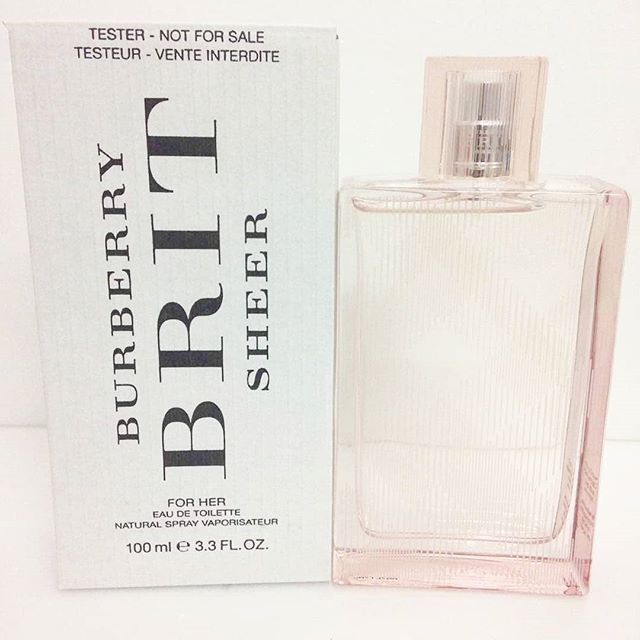 TESTER - NOT FOR SALE
TESTEUR - VENTE INTERDITE
BURBERRY
BRIT
SHEER
FOR HER
EAU DE TOILETTE
NATURAL SPRAY VAPORISATEUR
100 ml ℮ 3.3 FL.OZ.